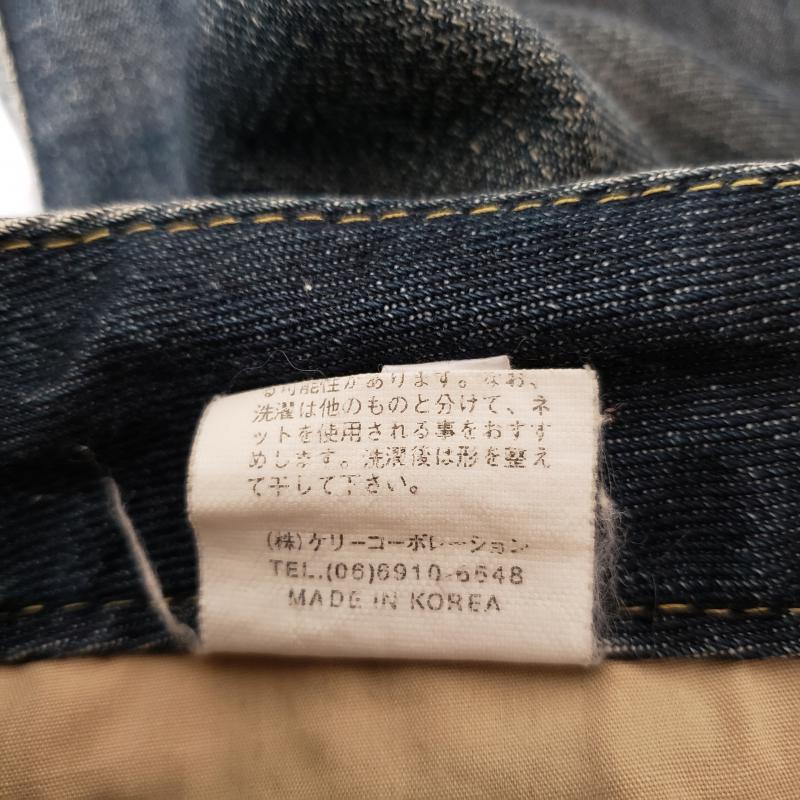 る可能性があります。なお、
洗濯は他のものと分けて、ネ
ットを使用される事をおすす
めします。洗濯後は形を整え
て干して下さい。
(株)ケリーコーポレーション
TEL.(06)6910-6648
MADE IN KOREA